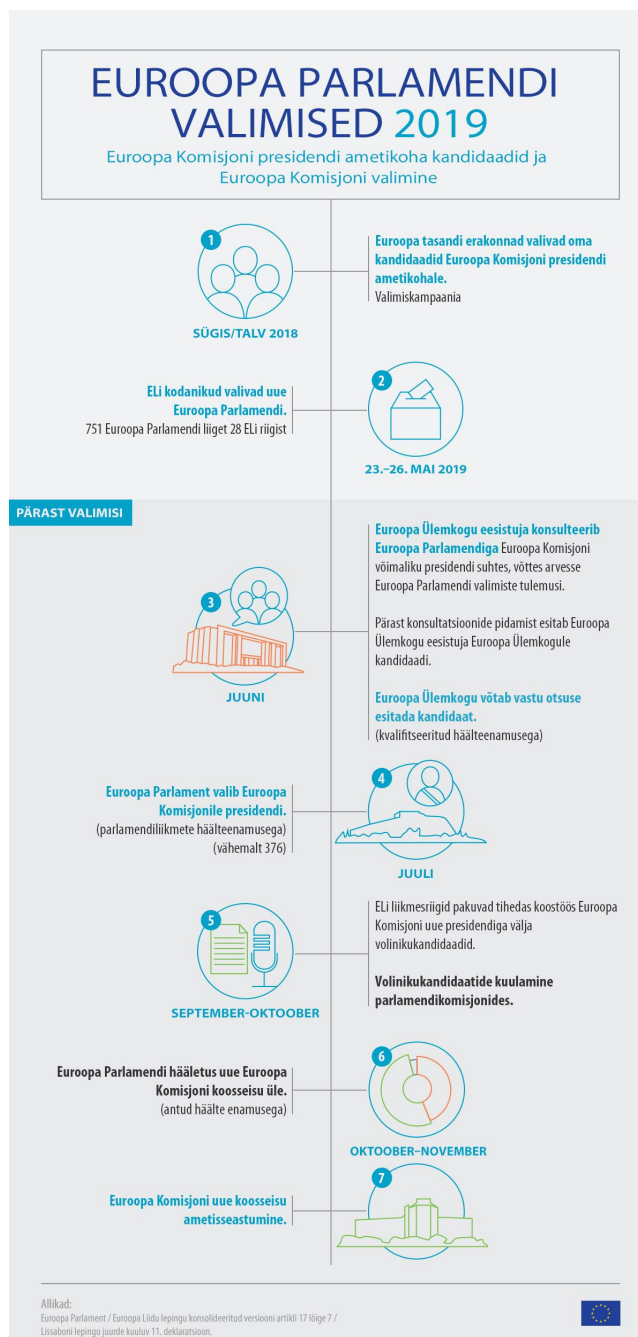 EUROOPA PARLAMENDI
VALIMISED 2019
Euroopa Komisjoni presidendi ametikoha kandidaadid ja
Euroopa Komisjoni valimine
1
SÜGIS/TALV 2018
Euroopa tasandi erakonnad valivad oma
kandidaadid Euroopa Komisjoni presidendi
ametikohale.
Valimiskampaania
ELi kodanikud valivad uue
Euroopa Parlamendi.
751 Euroopa Parlamendi liiget 28 ELi riigist
2
23.–26. MAI 2019
PÄRAST VALIMISI
3
JUUNI
Euroopa Ülemkogu eesistuja konsulteerib
Euroopa Parlamendiga Euroopa Komisjoni
võimaliku presidendi suhtes, võttes arvesse
Euroopa Parlamendi valimiste tulemusi.
Pärast konsultatsioonide pidamist esitab Euroopa
Ülemkogu eesistuja Euroopa Ülemkogule
kandidaadi.
Euroopa Ülemkogu võtab vastu otsuse
esitada kandidaat.
(kvalifitseeritud häälteenamusega)
Euroopa Parlament valib Euroopa
Komisjonile presidendi.
(parlamendiliikmete häälteenamusega)
(vähemalt 376)
4
JUULI
5
SEPTEMBER-OKTOOBER
ELi liikmesriigid pakuvad tihedas koostöös Euroopa
Komisjoni uue presidendiga välja
volinikukandidaadid.
Volinikukandidaatide kuulamine
parlamendikomisjonides.
Euroopa Parlamendi hääletus uue Euroopa
Komisjoni koosseisu üle.
(antud häälte enamusega)
6
OKTOOBER–NOVEMBER
Euroopa Komisjoni uue koosseisu
ametisseastumine.
7
Allikad:
Euroopa Parlament / Euroopa Liidu lepingu konsolideeritud versiooni artikli 17 lõige 7 /
Lissaboni lepingu juurde kuuluv 11. deklaratsioon.